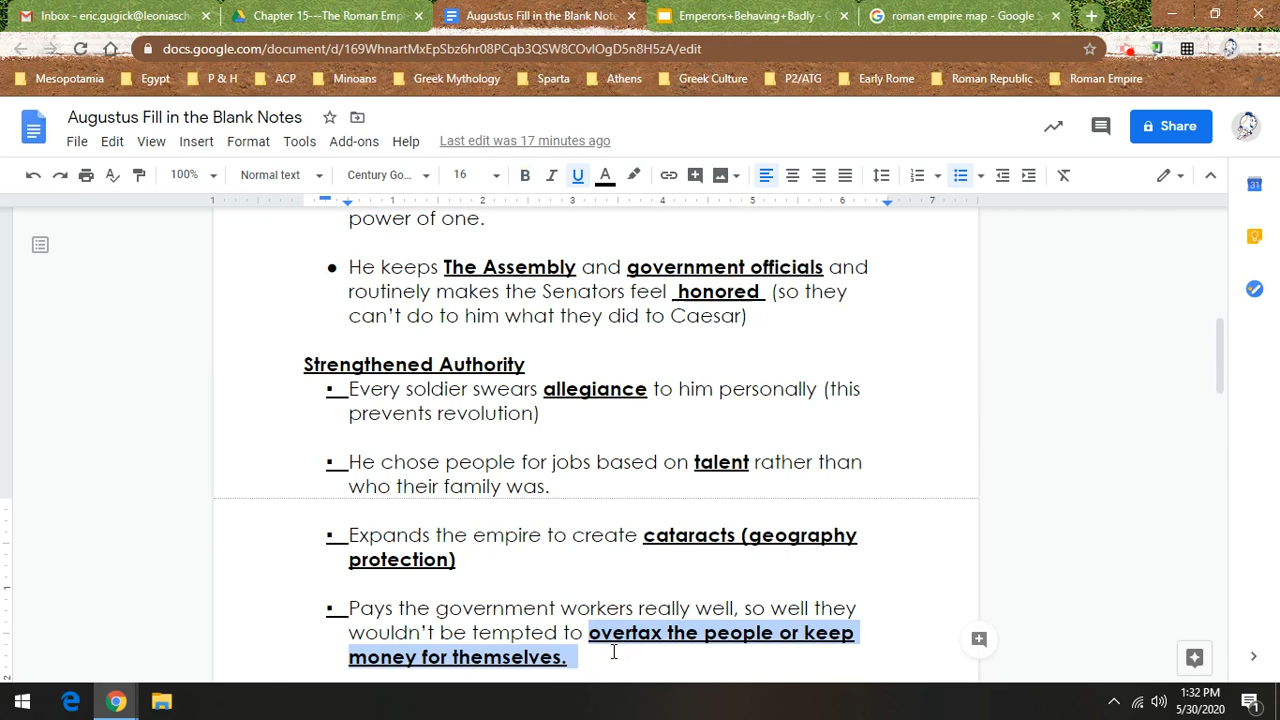 Inbox - eric.gugick@leoniasch
Chapter 15---The Roman Emp
Augustus Fill in the Blank Note
Emperors+Behaving+Badly -
roman empire map - Google S
docs.google.com/document/d/169WhnartMxEpSbz6hr08PCqb3QSW8COvlOgD5n8H5zA/edit
Mesopotamia
Egypt
P & H
ACP
Minoans
Greek Mythology
Sparta
Athens
Greek Culture
P2/ATG
Early Rome
Roman Republic
Roman Empire
Augustus Fill in the Blank Notes
File Edit View Insert Format Tools Add-ons Help Last edit was 17 minutes ago
Share
100% Normal text Century Go... 16 B I U A
1 1 2 3 4 5 6 7
power of one.
● He keeps The Assembly and government officials and
routinely makes the Senators feel honored (so they
can't do to him what they did to Caesar)
Strengthened Authority
▪ Every soldier swears allegiance to him personally (this
prevents revolution)
▪ He chose people for jobs based on talent rather than
who their family was.
▪ Expands the empire to create cataracts (geography
protection)
▪ Pays the government workers really well, so well they
wouldn't be tempted to overtax the people or keep
money for themselves.
1:32 PM
5/30/2020